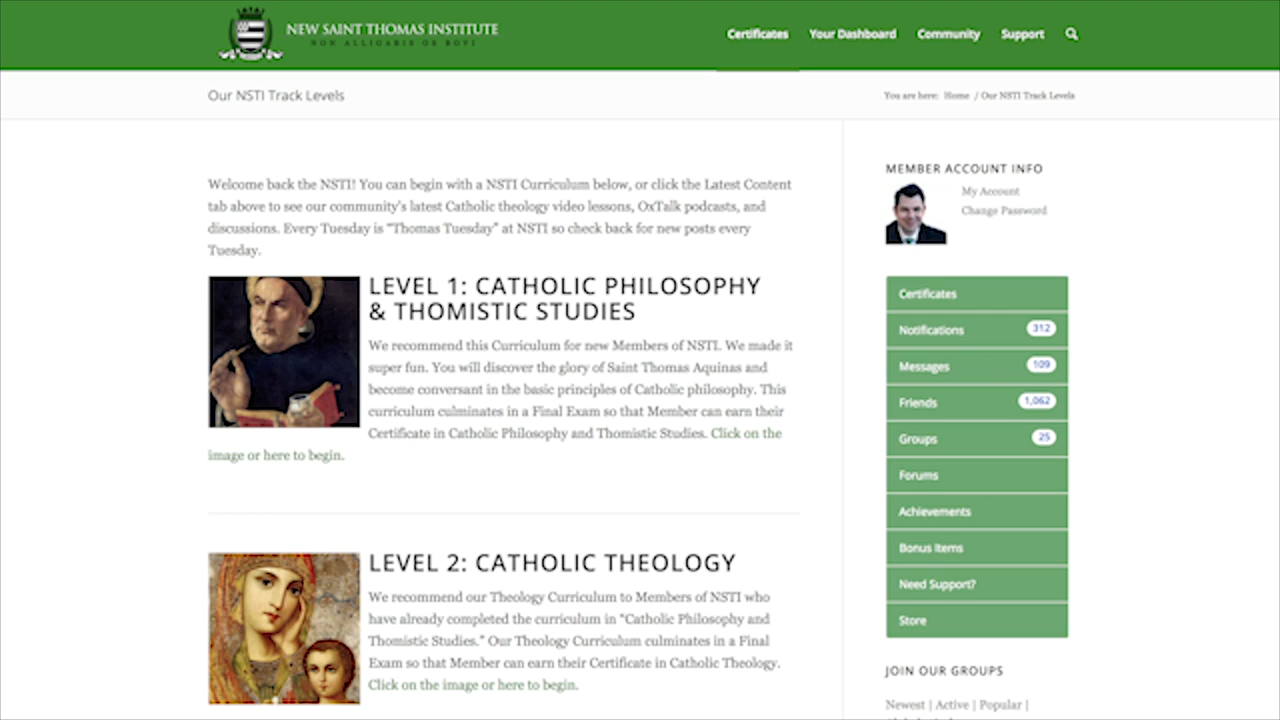 NEW SAINT THOMAS INSTITUTE
NON ALLIGABIS OS BOVI
Certificates Your Dashboard Community Support
Our NSTI Track Levels
You are here: Home / Our NSTI Track Levels
Welcome back the NSTI! You can begin with a NSTI Curriculum below, or click the Latest Content
tab above to see our community's latest Catholic theology video lessons, OxTalk podcasts, and
discussions. Every Tuesday is "Thomas Tuesday" at NSTI so check back for new posts every
Tuesday.
LEVEL 1: CATHOLIC PHILOSOPHY
& THOMISTIC STUDIES
We recommend this Curriculum for new Members of NSTI. We made it
super fun. You will discover the glory of Saint Thomas Aquinas and
become conversant in the basic principles of Catholic philosophy. This
curriculum culminates in a Final Exam so that Member can earn their
Certificate in Catholic Philosophy and Thomistic Studies. Click on the
image or here to begin.
LEVEL 2: CATHOLIC THEOLOGY
We recommend our Theology Curriculum to Members of NSTI who
have already completed the curriculum in "Catholic Philosophy and
Thomistic Studies." Our Theology Curriculum culminates in a Final
Exam so that Member can earn their Certificate in Catholic Theology.
Click on the image or here to begin.
MEMBER ACCOUNT INFO
My Account
Change Password
Certificates
Notifications 312
Messages 109
Friends 1,062
Groups 25
Forums
Achievements
Bonus Items
Need Support?
Store
JOIN OUR GROUPS
Newest | Active | Popular |